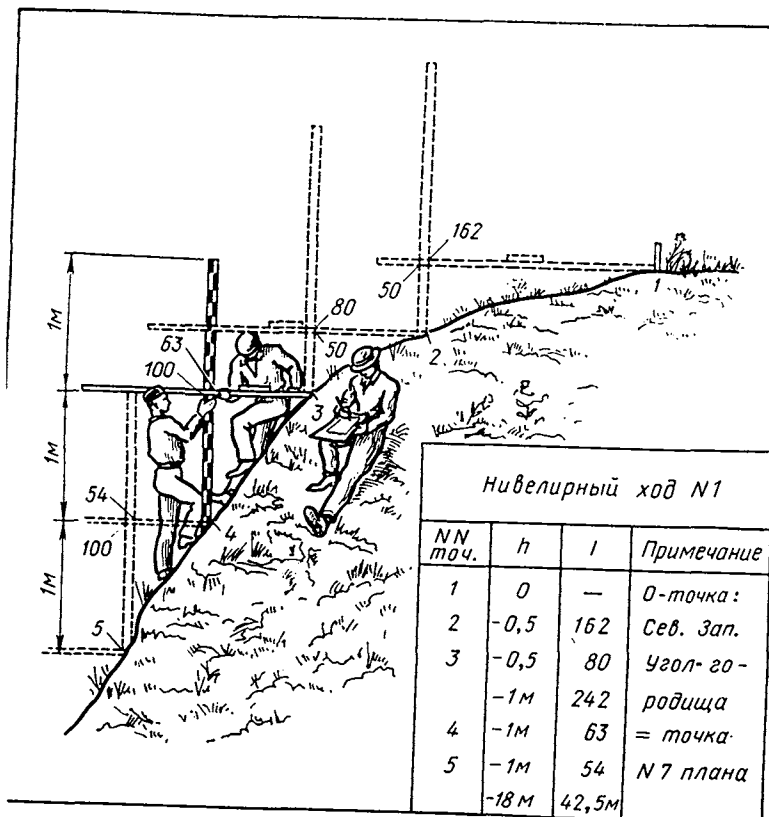 162
50
1
1м
80
50
2
63
100
3
1м
54
100
4
1м
5
Нивелирный ход N1
NN точ. h l Примечание
1 0 — 0-точка:
2 -0,5 162 Сев. Зап.
3 -0,5 80 Угол-го-
-1м 242 родища
4 -1м 63 = точка
5 -1м 54 N 7 плана
-18м 42,5м